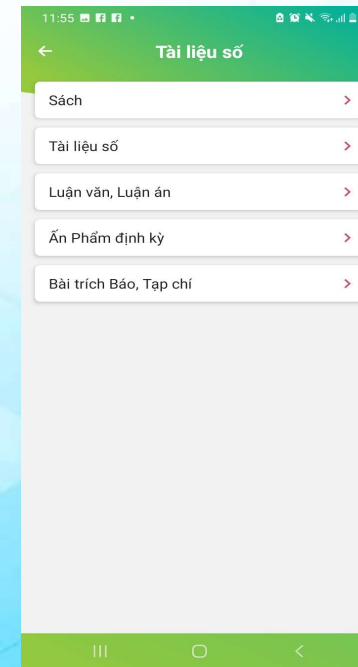 11:55
Tài liệu số
Sách
Tài liệu số
Luận văn, Luận án
Ấn Phẩm định kỳ
Bài trích Báo, Tạp chí